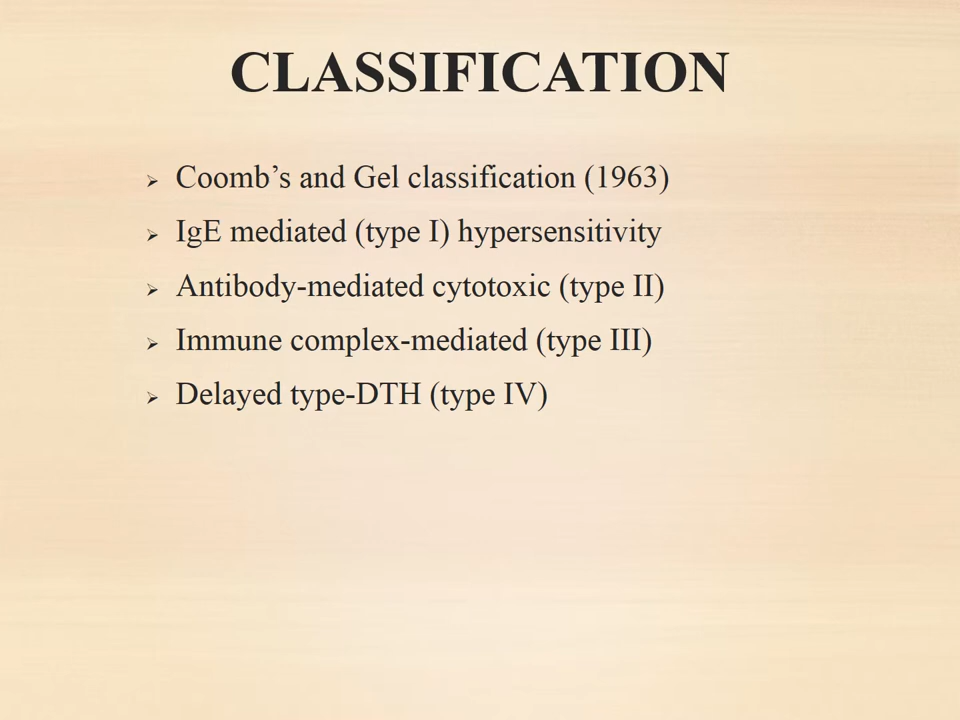 CLASSIFICATION
Coomb’s and Gel classification (1963)
IgE mediated (type I) hypersensitivity
Antibody-mediated cytotoxic (type II)
Immune complex-mediated (type III)
Delayed type-DTH (type IV)